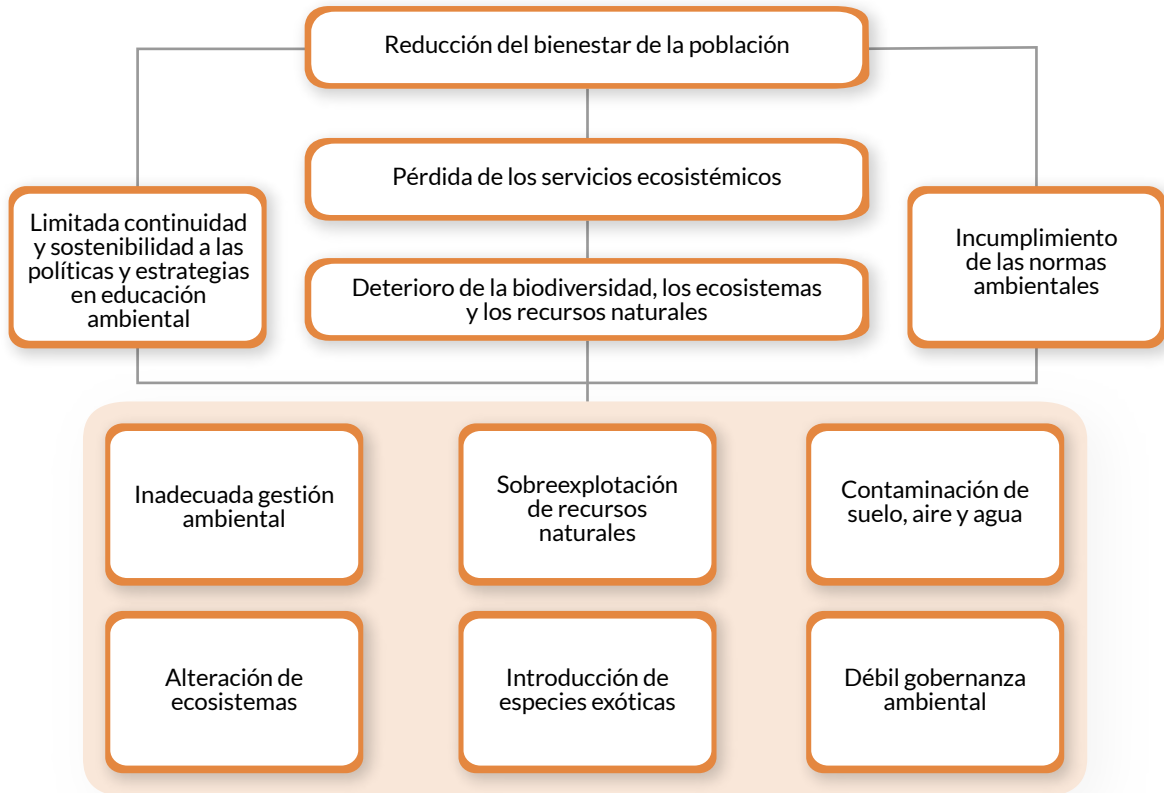 Reducción del bienestar de la población
Pérdida de los servicios ecosistémicos
Limitada continuidad
y sostenibilidad a las
políticas y estrategias
en educación
ambiental
Deterioro de la biodiversidad, los ecosistemas
y los recursos naturales
Incumplimiento
de las normas
ambientales
Inadecuada gestión
ambiental
Sobreexplotación
de recursos
naturales
Contaminación de
suelo, aire y agua
Alteración de
ecosistemas
Introducción de
especies exóticas
Débil gobernanza
ambiental